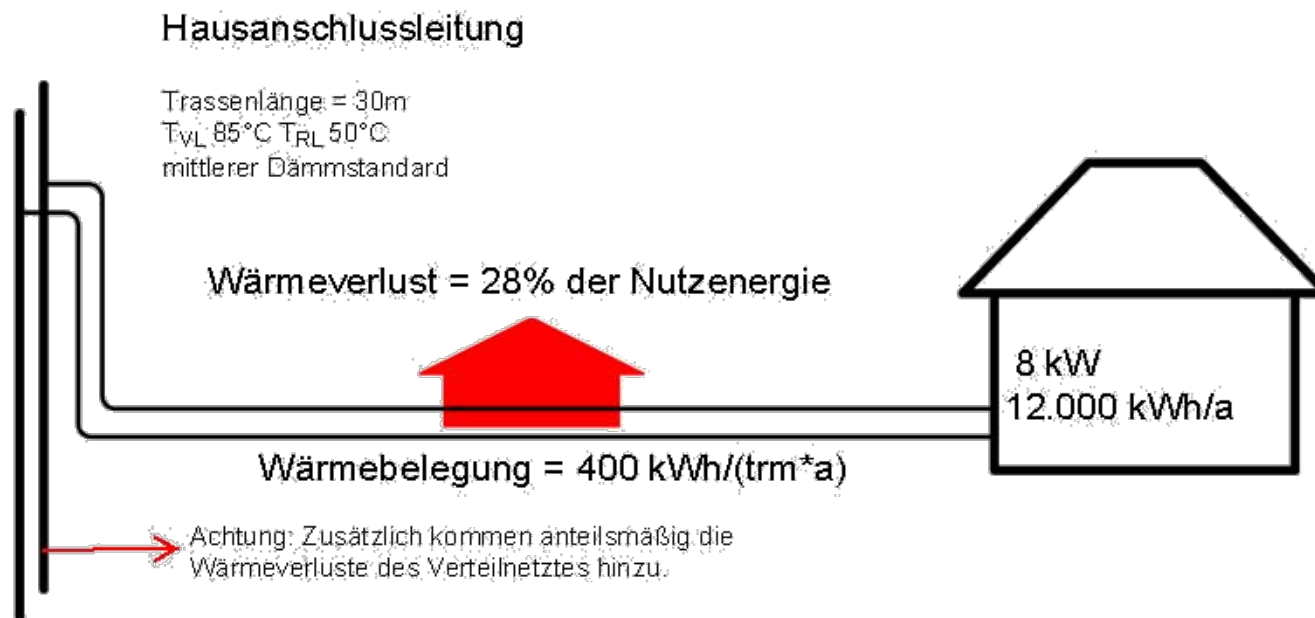 Hausanschlussleitung
Trassenlänge = 30m
TVL 85°C TRL 50°C
mittlerer Dämmstandard
Wärmeverlust = 28% der Nutzenergie
8 kW
12.000 kWh/a
Wärmebelegung = 400 kWh/(trm*a)
Achtung: Zusätzlich kommen anteilsmäßig die
Wärmeverluste des Verteilnetztes hinzu.